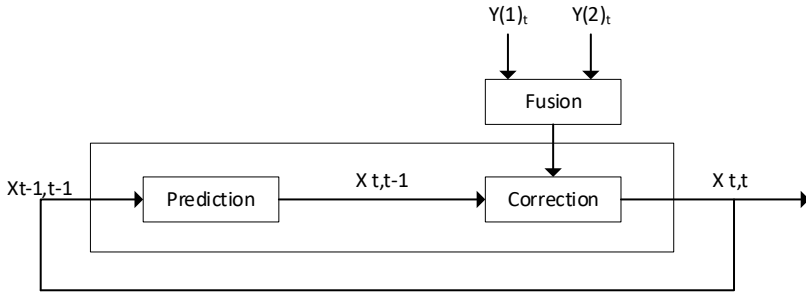 Y(1)ₜ Y(2)ₜ
Fusion
Xt-1,t-1
Prediction
X t,t-1
Correction
X t,t